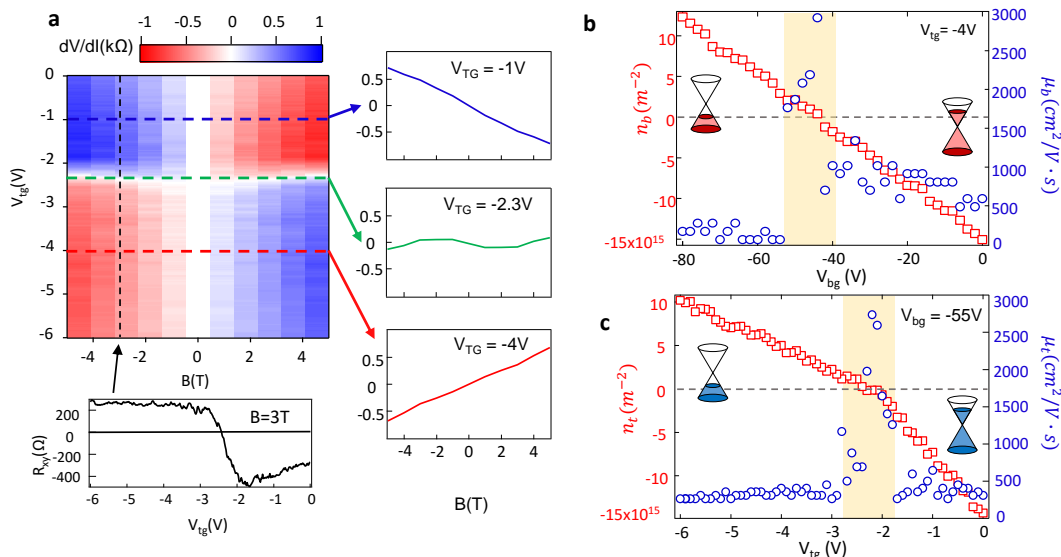 a
-1 -0.5 0 0.5 1
dV/dI(kΩ)
0
-1
-2
-3
-4
-5
-6
V_tg(V)
-4 -2 0 2 4
B(T)
V_TG = -1V
0.5
0
-0.5
V_TG = -2.3V
0.5
0
-0.5
V_TG = -4V
0.5
0
-0.5
-4 -2 0 2 4
B(T)
B=3T
200
0
-200
-400
R_xy(Ω)
-6 -5 -4 -3 -2 -1 0
V_tg(V)
b
V_tg= -4V
10
5
0
-5
-10
-15x10^15
n_b (m^-2)
3000
2500
2000
1500
1000
500
0
μ_b(cm^2/V · s)
-80 -60 -40 -20 0
V_bg (V)
c
V_bg = -55V
10
5
0
-5
-10
-15x10^15
n_t (m^-2)
3000
2500
2000
1500
1000
500
0
μ_t(cm^2/V · s)
-6 -5 -4 -3 -2 -1 0
V_tg (V)